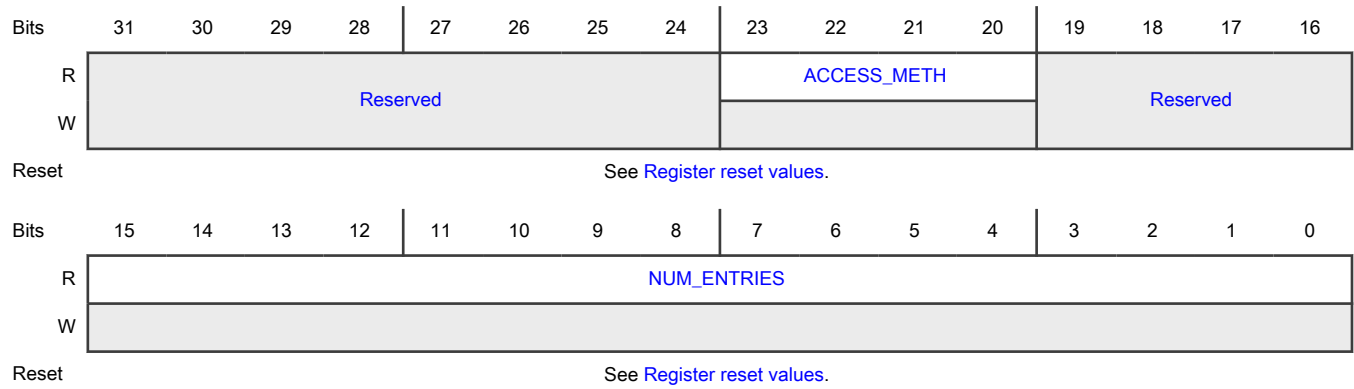 Bits 31 30 29 28 27 26 25 24 23 22 21 20 19 18 17 16
R Reserved ACCESS_METH Reserved
W
Reset See Register reset values.
Bits 15 14 13 12 11 10 9 8 7 6 5 4 3 2 1 0
R NUM_ENTRIES
W
Reset See Register reset values.